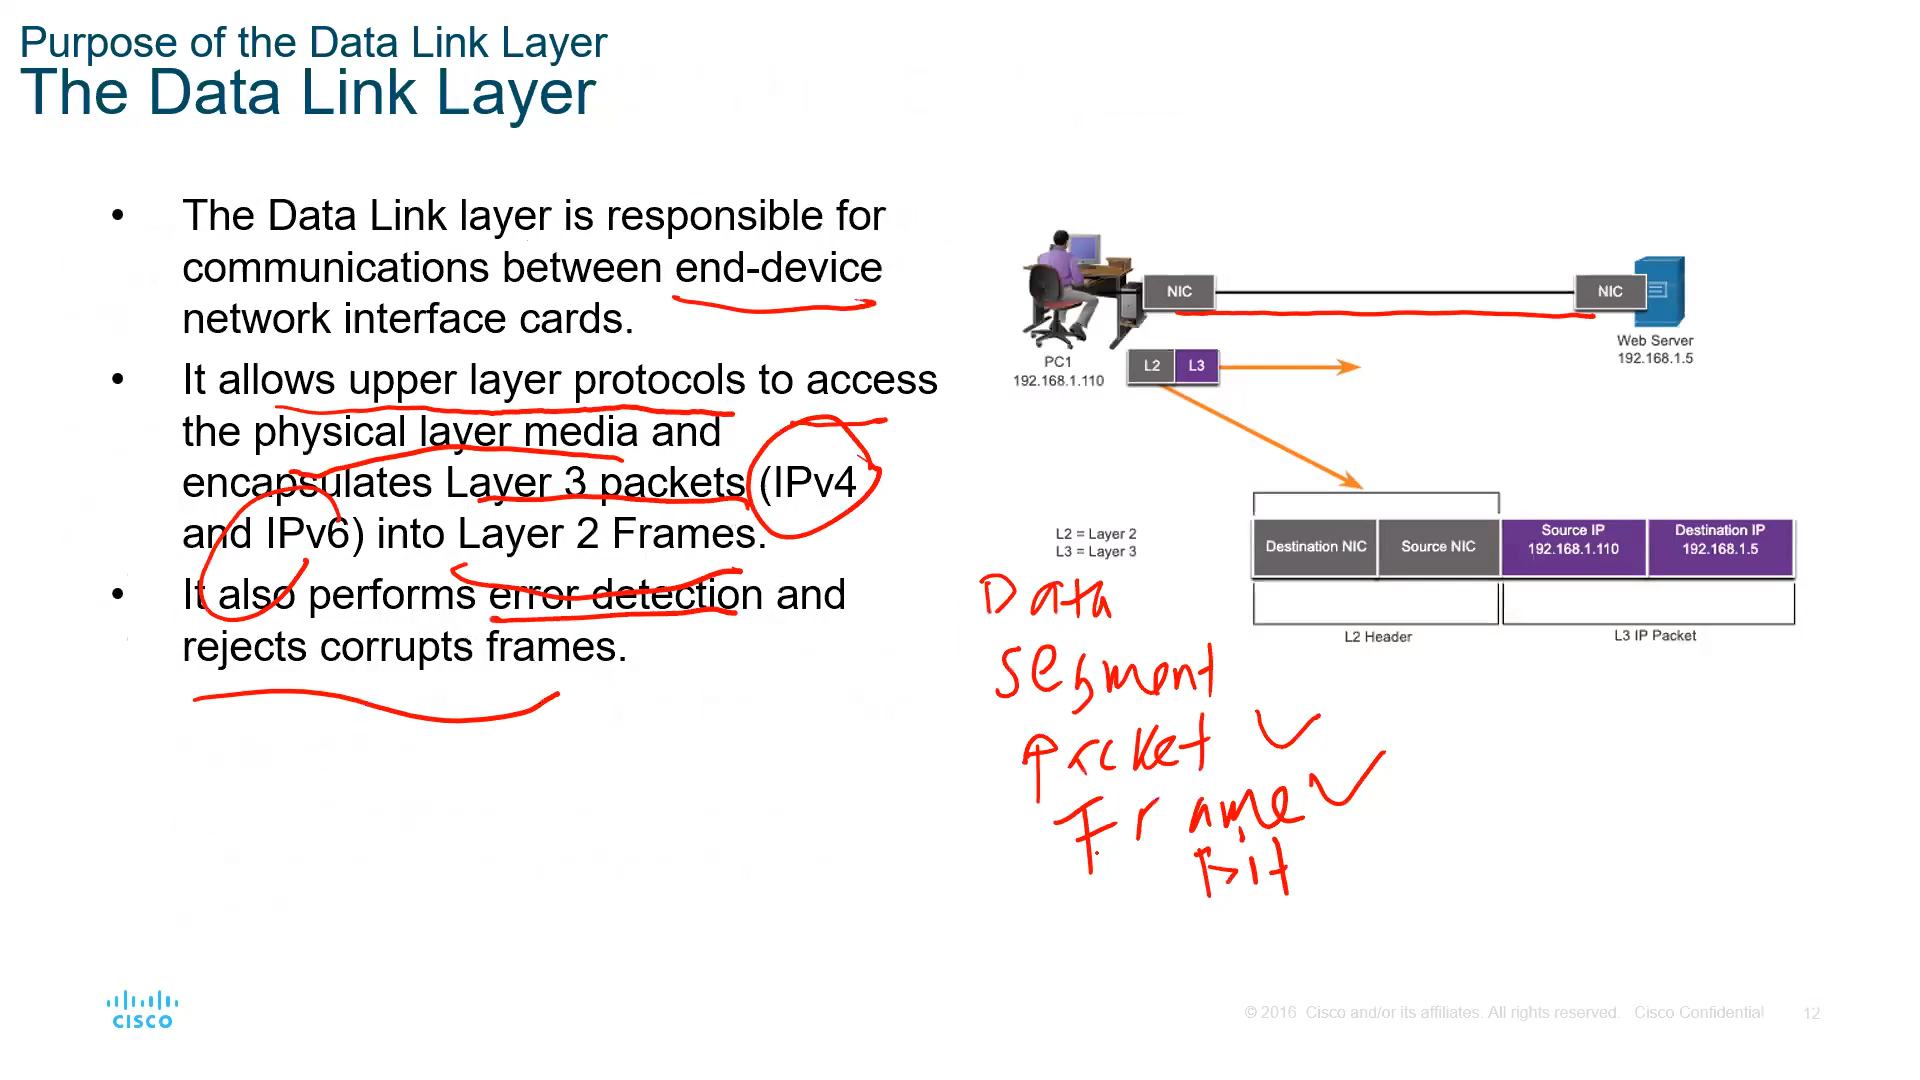 Purpose of the Data Link Layer
The Data Link Layer
• The Data Link layer is responsible for
communications between end-device
network interface cards.
• It allows upper layer protocols to access
the physical layer media and
encapsulates Layer 3 packets (IPv4
and IPv6) into Layer 2 Frames.
• It also performs error detection and
rejects corrupts frames.
NIC
NIC
Web Server
192.168.1.5
PC1
192.168.1.110
L2 L3
L2 = Layer 2
L3 = Layer 3
Destination NIC
Source NIC
Source IP
192.168.1.110
Destination IP
192.168.1.5
L2 Header
L3 IP Packet
Data
Segment
Packet
Frame
Bit
CISCO
© 2016 Cisco and/or its affiliates. All rights reserved. Cisco Confidential
12